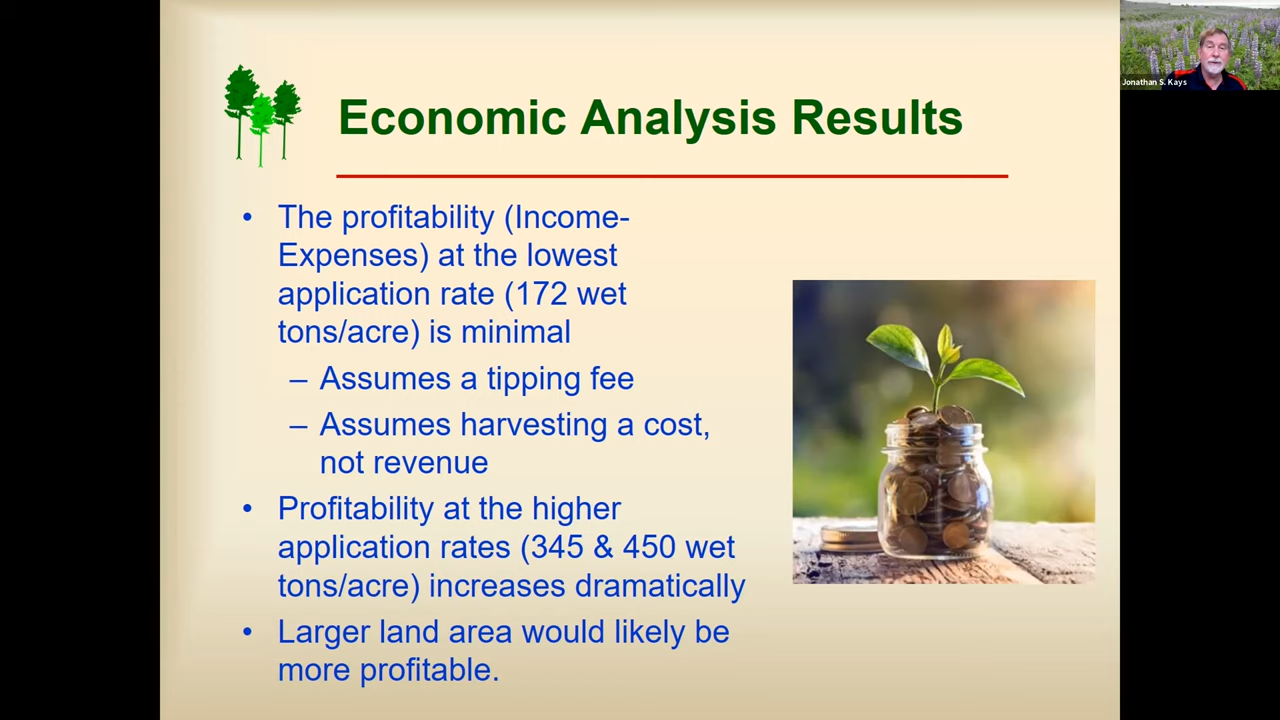 Economic Analysis Results
• The profitability (Income-
Expenses) at the lowest
application rate (172 wet
tons/acre) is minimal
– Assumes a tipping fee
– Assumes harvesting a cost,
not revenue
• Profitability at the higher
application rates (345 & 450 wet
tons/acre) increases dramatically
• Larger land area would likely be
more profitable.
Jonathan S. Kays